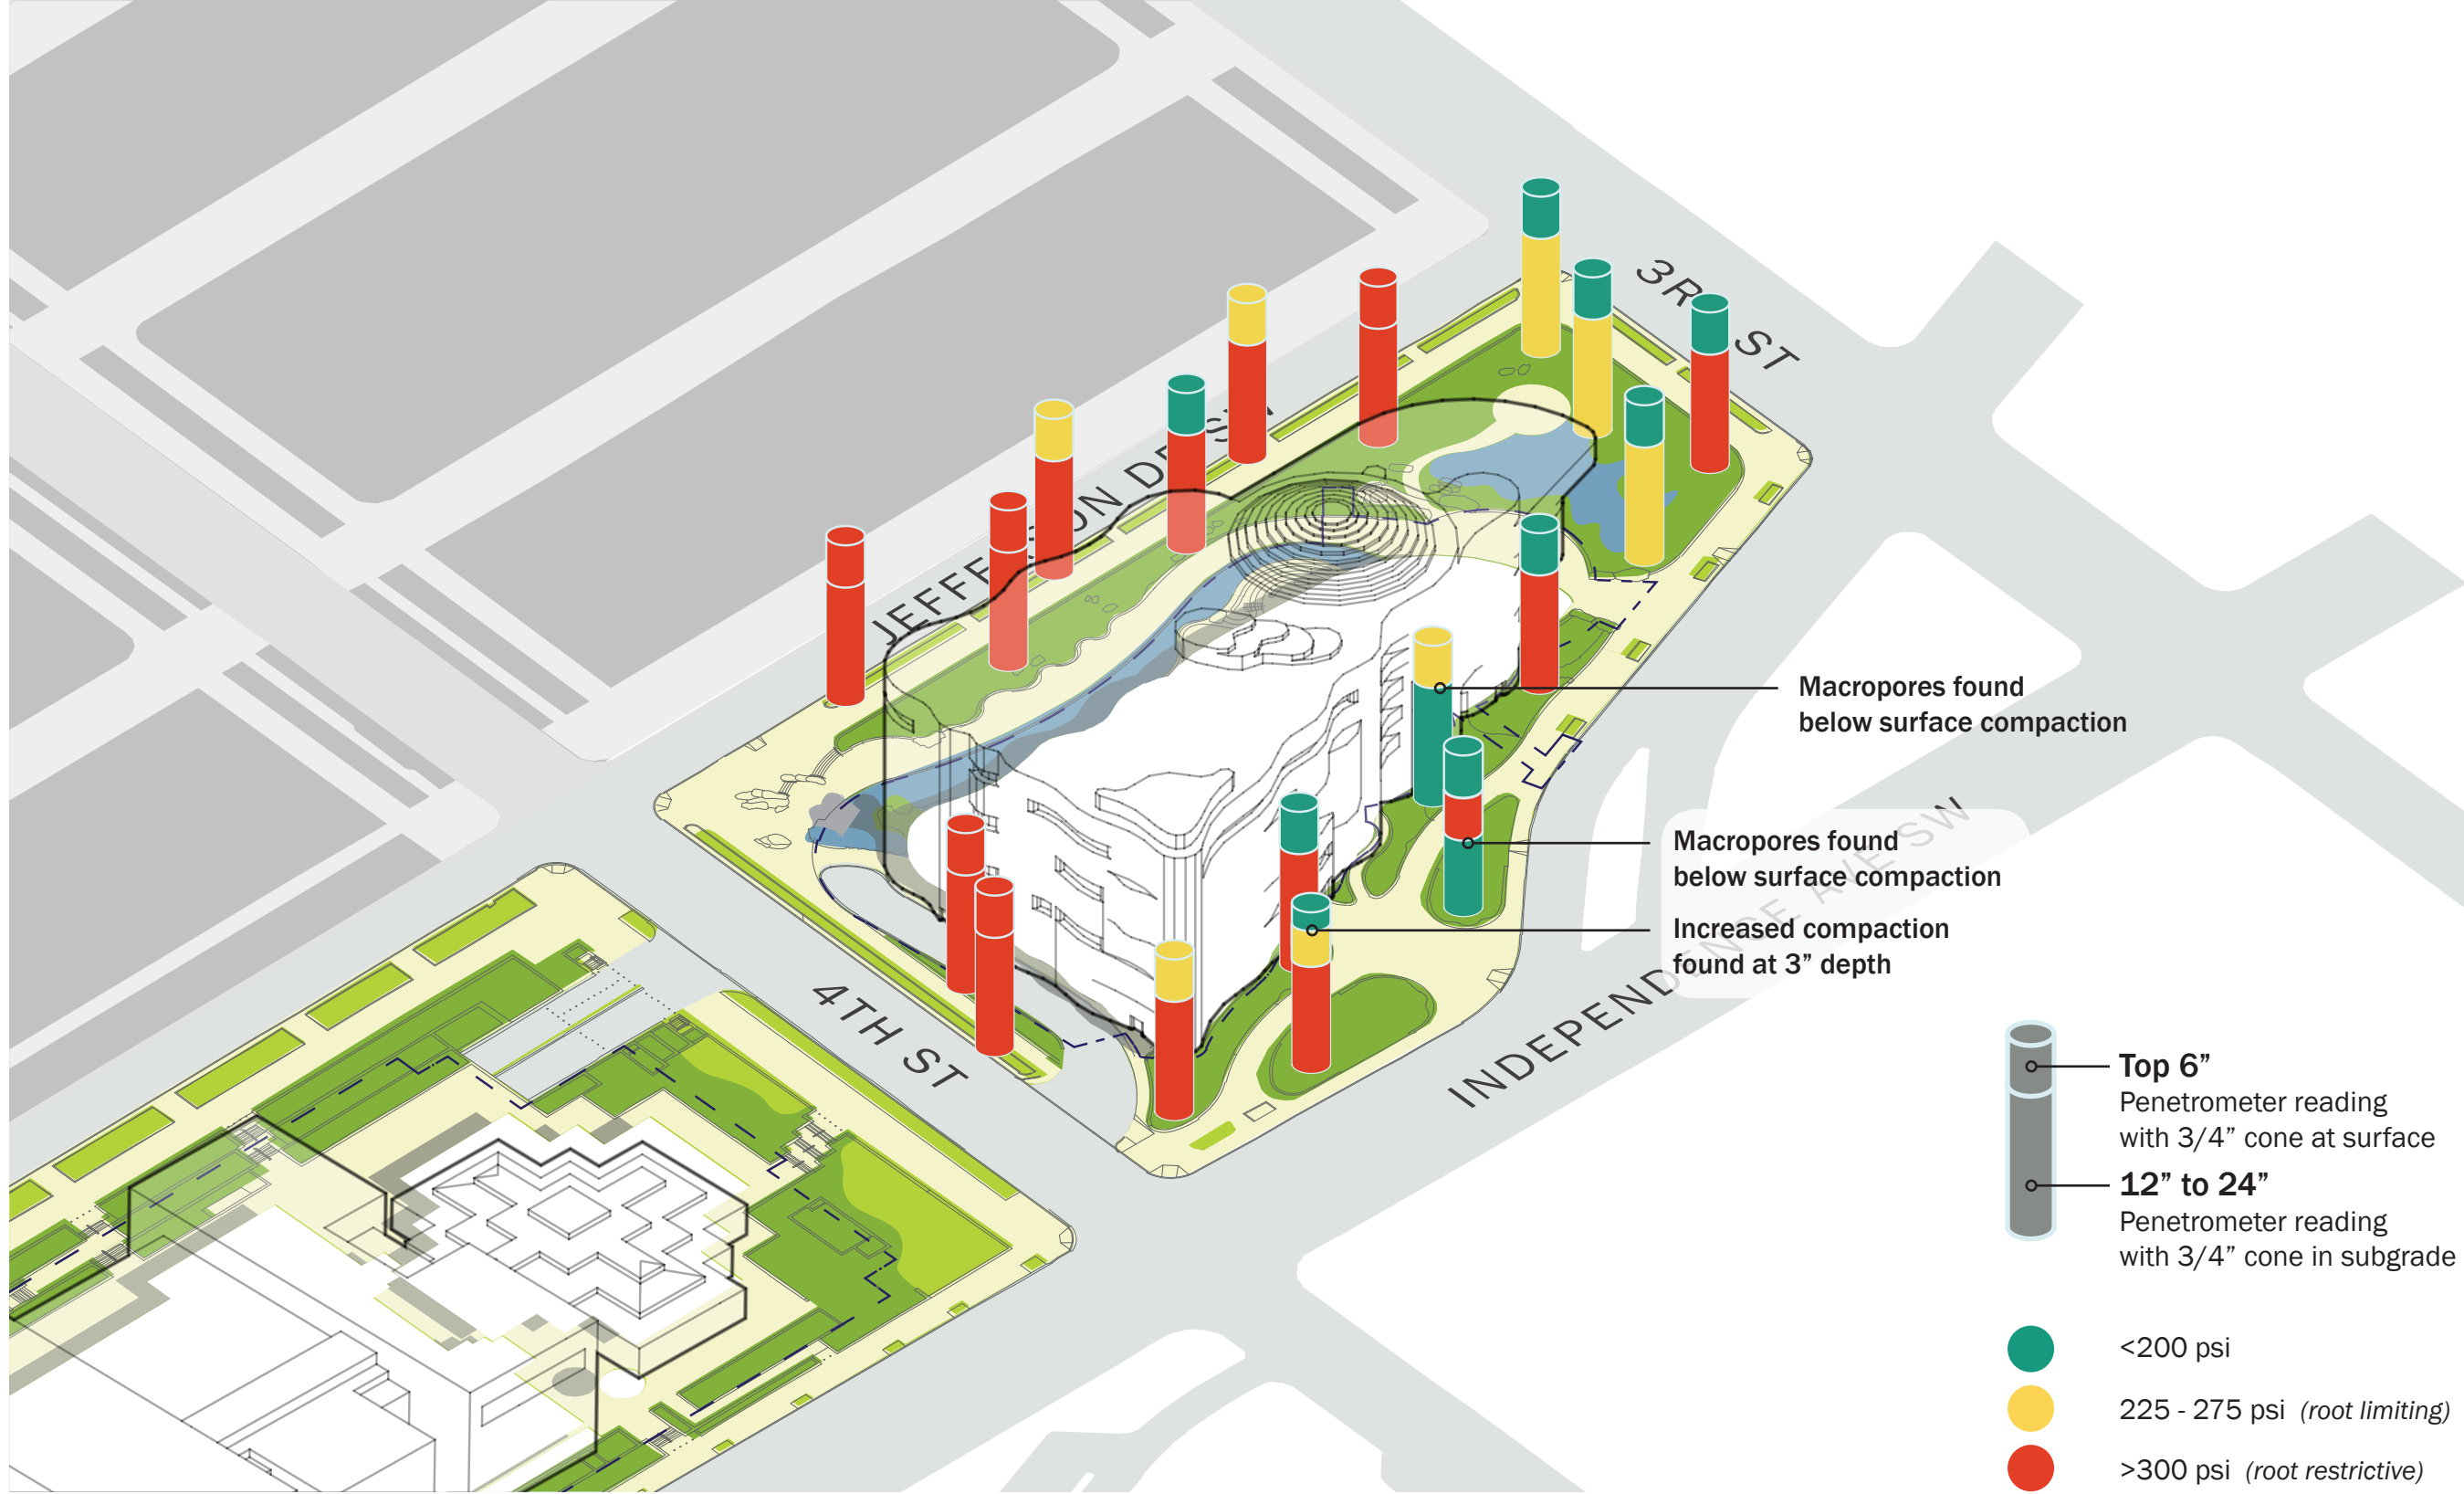 3RD ST
JEFFERSON DR SW
Macropores found
below surface compaction
Macropores found
below surface compaction
Increased compaction
found at 3” depth
INDEPENDENCE AVE SW
4TH ST
Top 6”
Penetrometer reading
with 3/4” cone at surface
12” to 24”
Penetrometer reading
with 3/4” cone in subgrade
<200 psi
225 - 275 psi (root limiting)
>300 psi (root restrictive)